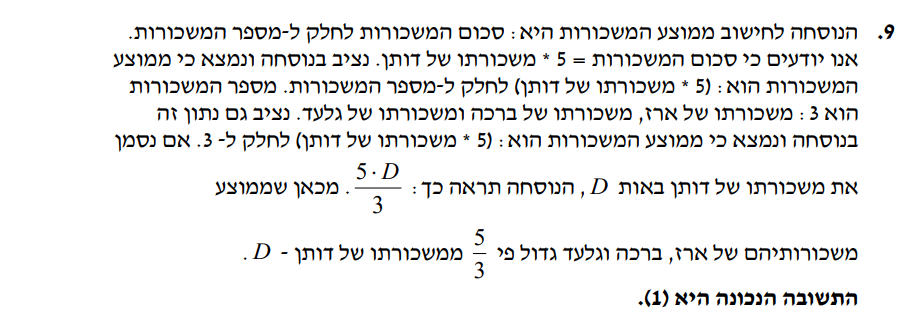 9. הנוסחה לחישוב ממוצע המשכורות היא: סכום המשכורות לחלק ל-מספר המשכורות.
אנו יודעים כי סכום המשכורות = 5 * משכורתו של דותן. נציב בנוסחה ונמצא כי ממוצע
המשכורות הוא: (5 * משכורתו של דותן) לחלק ל-מספר המשכורות. מספר המשכורות
הוא 3: משכורתו של ארז, משכורתו של ברכה ומשכורתו של גלעד. נציב גם נתון זה
בנוסחה ונמצא כי ממוצע המשכורות הוא: (5 * משכורתו של דותן) לחלק ל- 3. אם נסמן
את משכורתו של דותן באות D, הנוסחה תראה כך: $\frac{5 \cdot D}{3}$. מכאן שממוצע
משכורותיהם של ארז, ברכה וגלעד גדול פי $\frac{5}{3}$ ממשכורתו של דותן - D.
התשובה הנכונה היא (1).